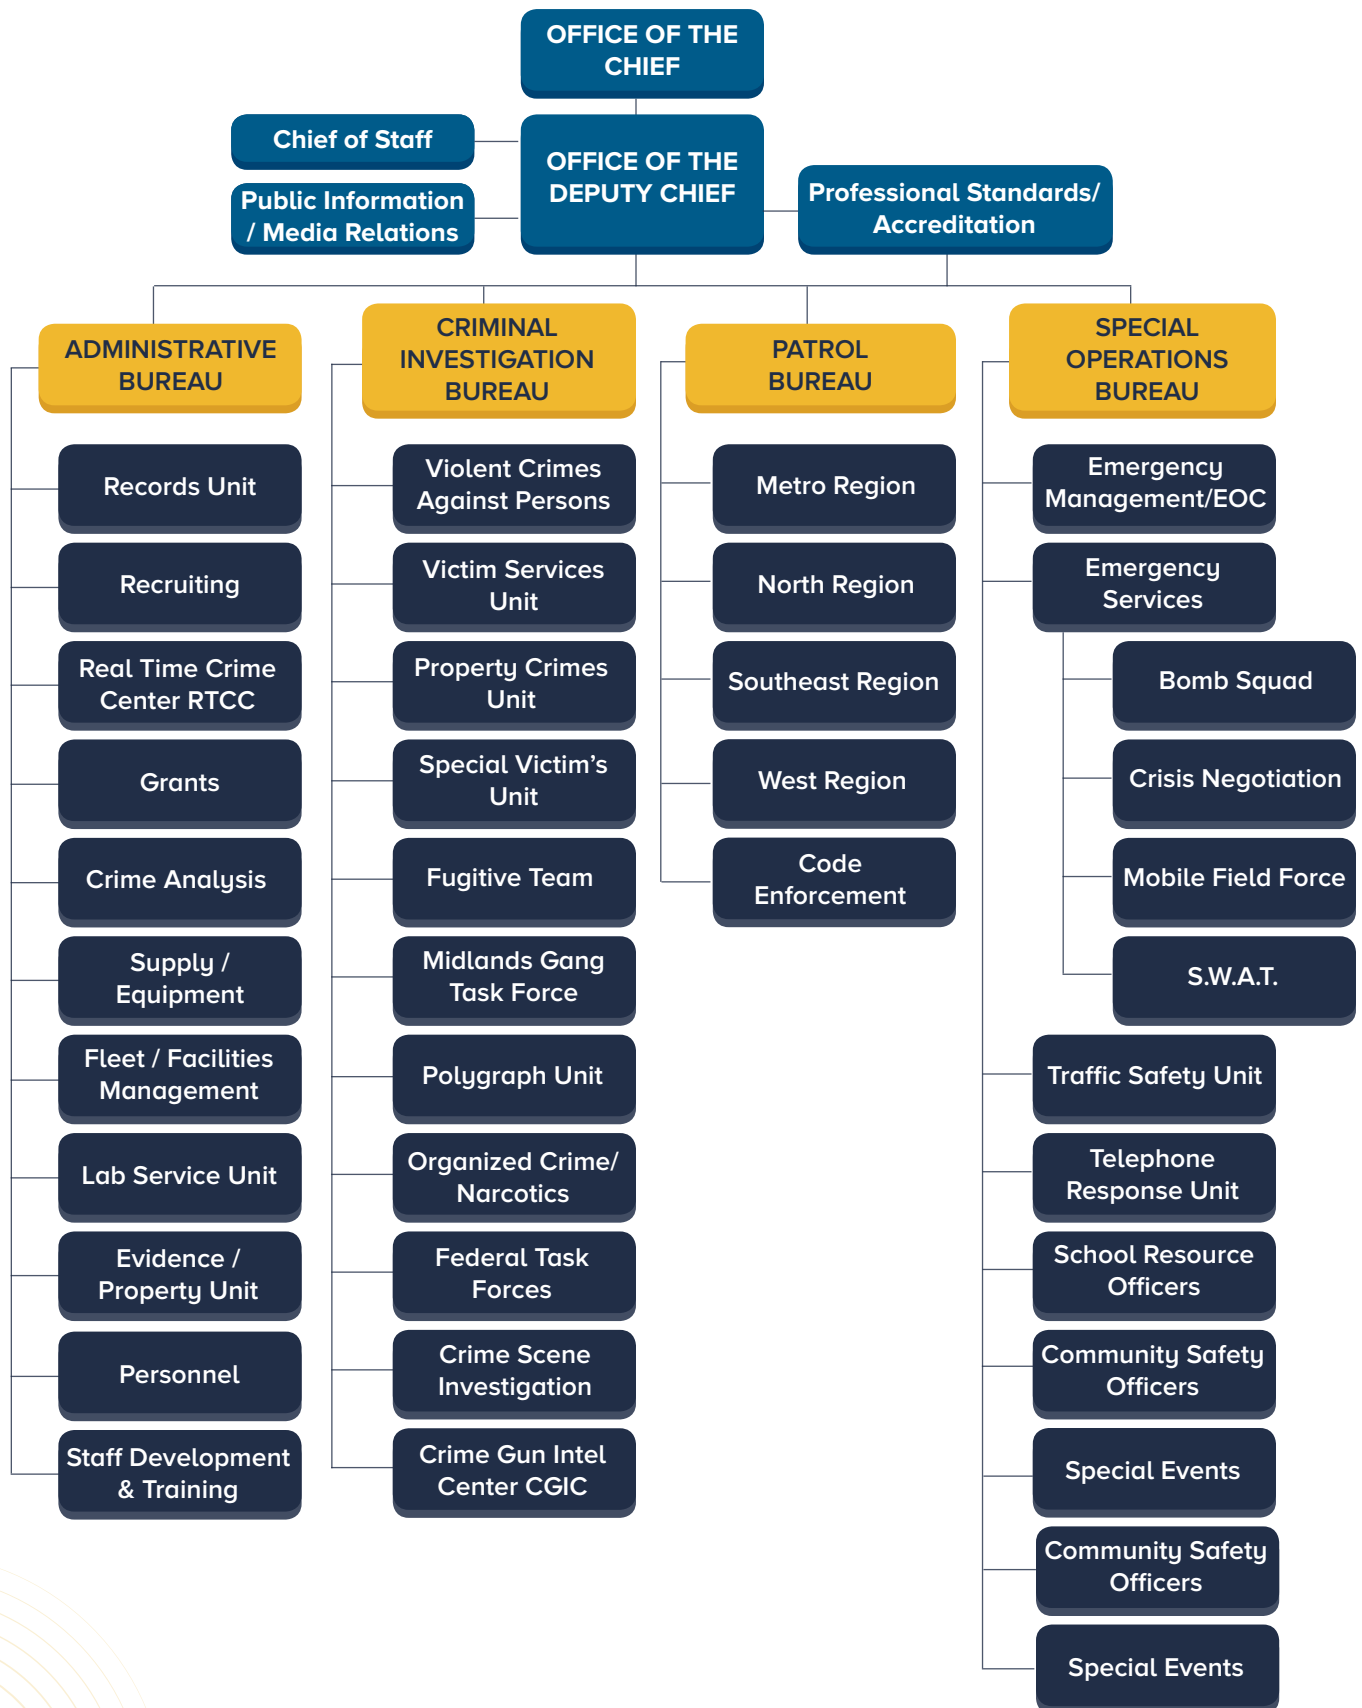 OFFICE OF THE
CHIEF
Chief of Staff
OFFICE OF THE
DEPUTY CHIEF
Public Information
/ Media Relations
Professional Standards/
Accreditation
ADMINISTRATIVE
BUREAU
Records Unit
Recruiting
Real Time Crime
Center RTCC
Grants
Crime Analysis
Supply /
Equipment
Fleet / Facilities
Management
Lab Service Unit
Evidence /
Property Unit
Personnel
Staff Development
& Training
CRIMINAL
INVESTIGATION
BUREAU
Violent Crimes
Against Persons
Victim Services
Unit
Property Crimes
Unit
Special Victim’s
Unit
Fugitive Team
Midlands Gang
Task Force
Polygraph Unit
Organized Crime/
Narcotics
Federal Task
Forces
Crime Scene
Investigation
Crime Gun Intel
Center CGIC
PATROL
BUREAU
Metro Region
North Region
Southeast Region
West Region
Code
Enforcement
SPECIAL
OPERATIONS
BUREAU
Emergency
Management/EOC
Emergency
Services
Bomb Squad
Crisis Negotiation
Mobile Field Force
S.W.A.T.
Traffic Safety Unit
Telephone
Response Unit
School Resource
Officers
Community Safety
Officers
Special Events
Community Safety
Officers
Special Events